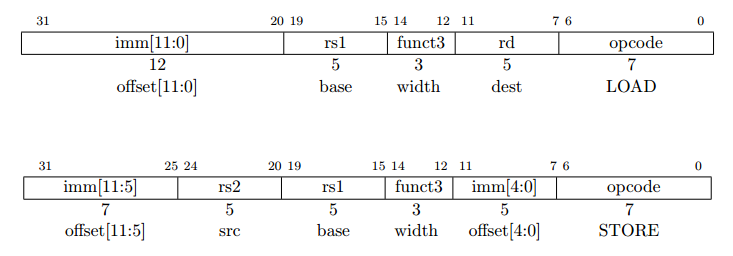 31 20 19 15 14 12 11 7 6 0
imm[11:0] rs1 funct3 rd opcode
12 5 3 5 7
offset[11:0] base width dest LOAD
31 25 24 20 19 15 14 12 11 7 6 0
imm[11:5] rs2 rs1 funct3 imm[4:0] opcode
7 5 5 3 5 7
offset[11:5] src base width offset[4:0] STORE